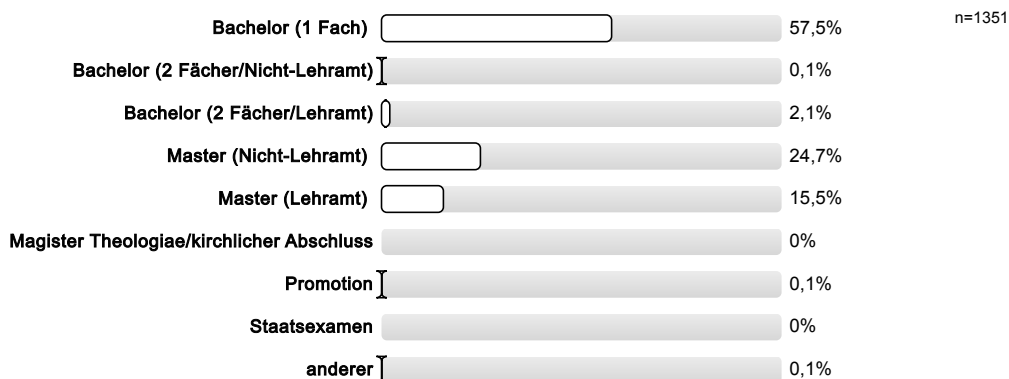 n=1351
Bachelor (1 Fach) 57,5%
Bachelor (2 Fächer/Nicht-Lehramt) 0,1%
Bachelor (2 Fächer/Lehramt) 2,1%
Master (Nicht-Lehramt) 24,7%
Master (Lehramt) 15,5%
Magister Theologiae/kirchlicher Abschluss 0%
Promotion 0,1%
Staatsexamen 0%
anderer 0,1%